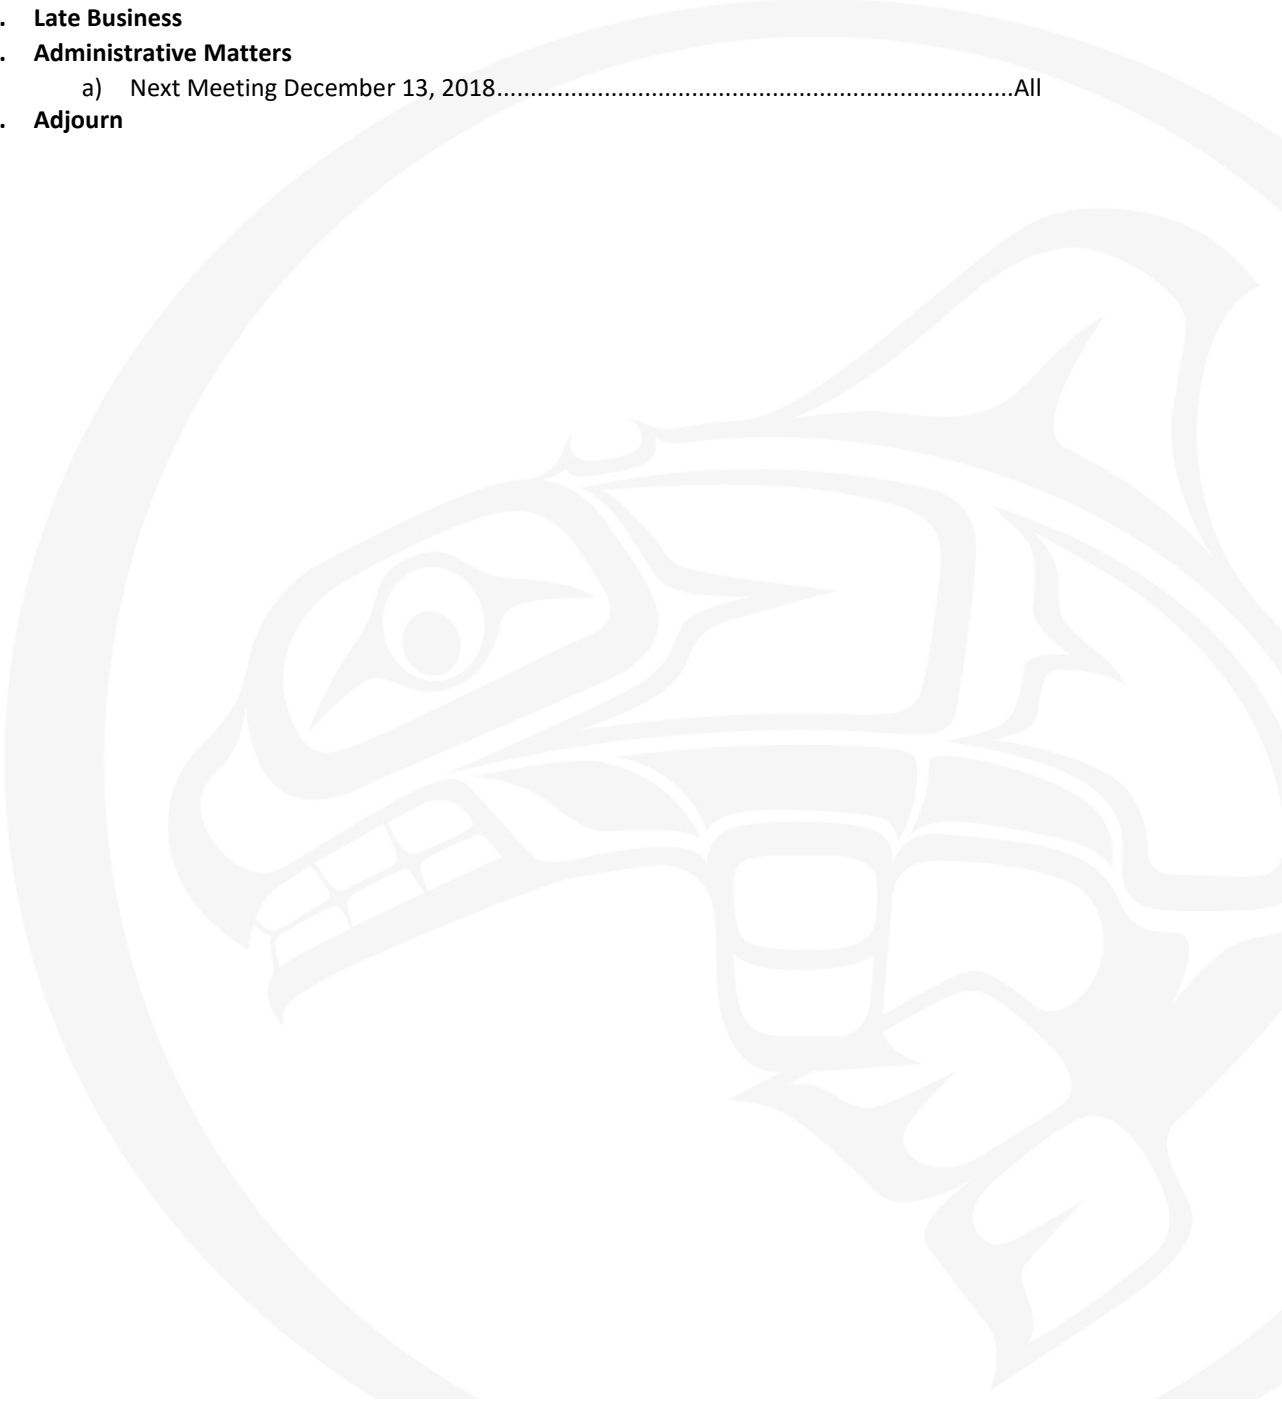 . Late Business
. Administrative Matters
a) Next Meeting December 13, 2018.............................................................................All
. Adjourn